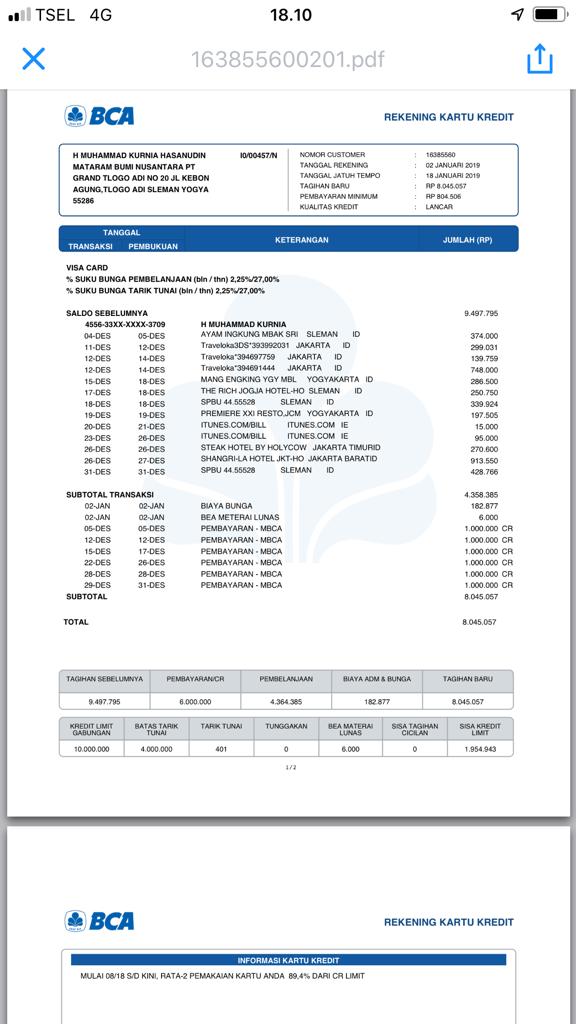 TSEL 4G 18.10
163855600201.pdf
BCA REKENING KARTU KREDIT
H MUHAMMAD KURNIA HASANUDIN I0/00457/N
MATARAM BUMI NUSANTARA PT
GRAND TLOGO ADI NO 20 JL KEBON
AGUNG,TLOGO ADI SLEMAN YOGYA
55286
NOMOR CUSTOMER : 16385560
TANGGAL REKENING : 02 JANUARI 2019
TANGGAL JATUH TEMPO : 18 JANUARI 2019
TAGIHAN BARU : RP 8.045.057
PEMBAYARAN MINIMUM : RP 804.506
KUALITAS KREDIT : LANCAR
TANGGAL
TRANSAKSI PEMBUKUAN KETERANGAN JUMLAH (RP)
VISA CARD
% SUKU BUNGA PEMBELANJAAN (bln / thn) 2,25%/27,00%
% SUKU BUNGA TARIK TUNAI (bln / thn) 2,25%/27,00%
SALDO SEBELUMNYA 9.497.795
4556-33XX-XXXX-3709 H MUHAMMAD KURNIA
04-DES 05-DES AYAM INGKUNG MBAK SRI SLEMAN ID 374.000
11-DES 12-DES Traveloka3DS*393992031 JAKARTA ID 299.031
12-DES 14-DES Traveloka*394697759 JAKARTA ID 139.759
12-DES 14-DES Traveloka*394691444 JAKARTA ID 748.000
15-DES 18-DES MANG ENGKING YGY MBL YOGYAKARTA ID 286.500
17-DES 18-DES THE RICH JOGJA HOTEL-HO SLEMAN ID 250.750
18-DES 18-DES SPBU 44.55528 SLEMAN ID 339.924
19-DES 19-DES PREMIERE XXI RESTO,JCM YOGYAKARTA ID 197.505
20-DES 21-DES ITUNES.COM/BILL ITUNES.COM IE 15.000
23-DES 26-DES ITUNES.COM/BILL ITUNES.COM IE 95.000
26-DES 26-DES STEAK HOTEL BY HOLYCOW JAKARTA TIMURID 270.600
26-DES 27-DES SHANGRI-LA HOTEL JKT-HO JAKARTA BARATID 913.550
31-DES 31-DES SPBU 44.55528 SLEMAN ID 428.766
SUBTOTAL TRANSAKSI 4.358.385
02-JAN 02-JAN BIAYA BUNGA 182.877
02-JAN 02-JAN BEA METERAI LUNAS 6.000
05-DES 05-DES PEMBAYARAN - MBCA 1.000.000 CR
12-DES 12-DES PEMBAYARAN - MBCA 1.000.000 CR
15-DES 17-DES PEMBAYARAN - MBCA 1.000.000 CR
22-DES 26-DES PEMBAYARAN - MBCA 1.000.000 CR
28-DES 28-DES PEMBAYARAN - MBCA 1.000.000 CR
29-DES 31-DES PEMBAYARAN - MBCA 1.000.000 CR
SUBTOTAL 8.045.057
TOTAL 8.045.057
TAGIHAN SEBELUMNYA PEMBAYARAN/CR PEMBELANJAAN BIAYA ADM & BUNGA TAGIHAN BARU
9.497.795 6.000.000 4.364.385 182.877 8.045.057
KREDIT LIMIT GABUNGAN BATAS TARIK TUNAI TARIK TUNAI TUNGGAKAN BEA MATERAI LUNAS SISA TAGIHAN CICILAN SISA KREDIT LIMIT
10.000.000 4.000.000 401 0 6.000 0 1.954.943
1 / 2
BCA REKENING KARTU KREDIT
INFORMASI KARTU KREDIT
MULAI 08/18 S/D KINI, RATA-2 PEMAKAIAN KARTU ANDA 89,4% DARI CR LIMIT